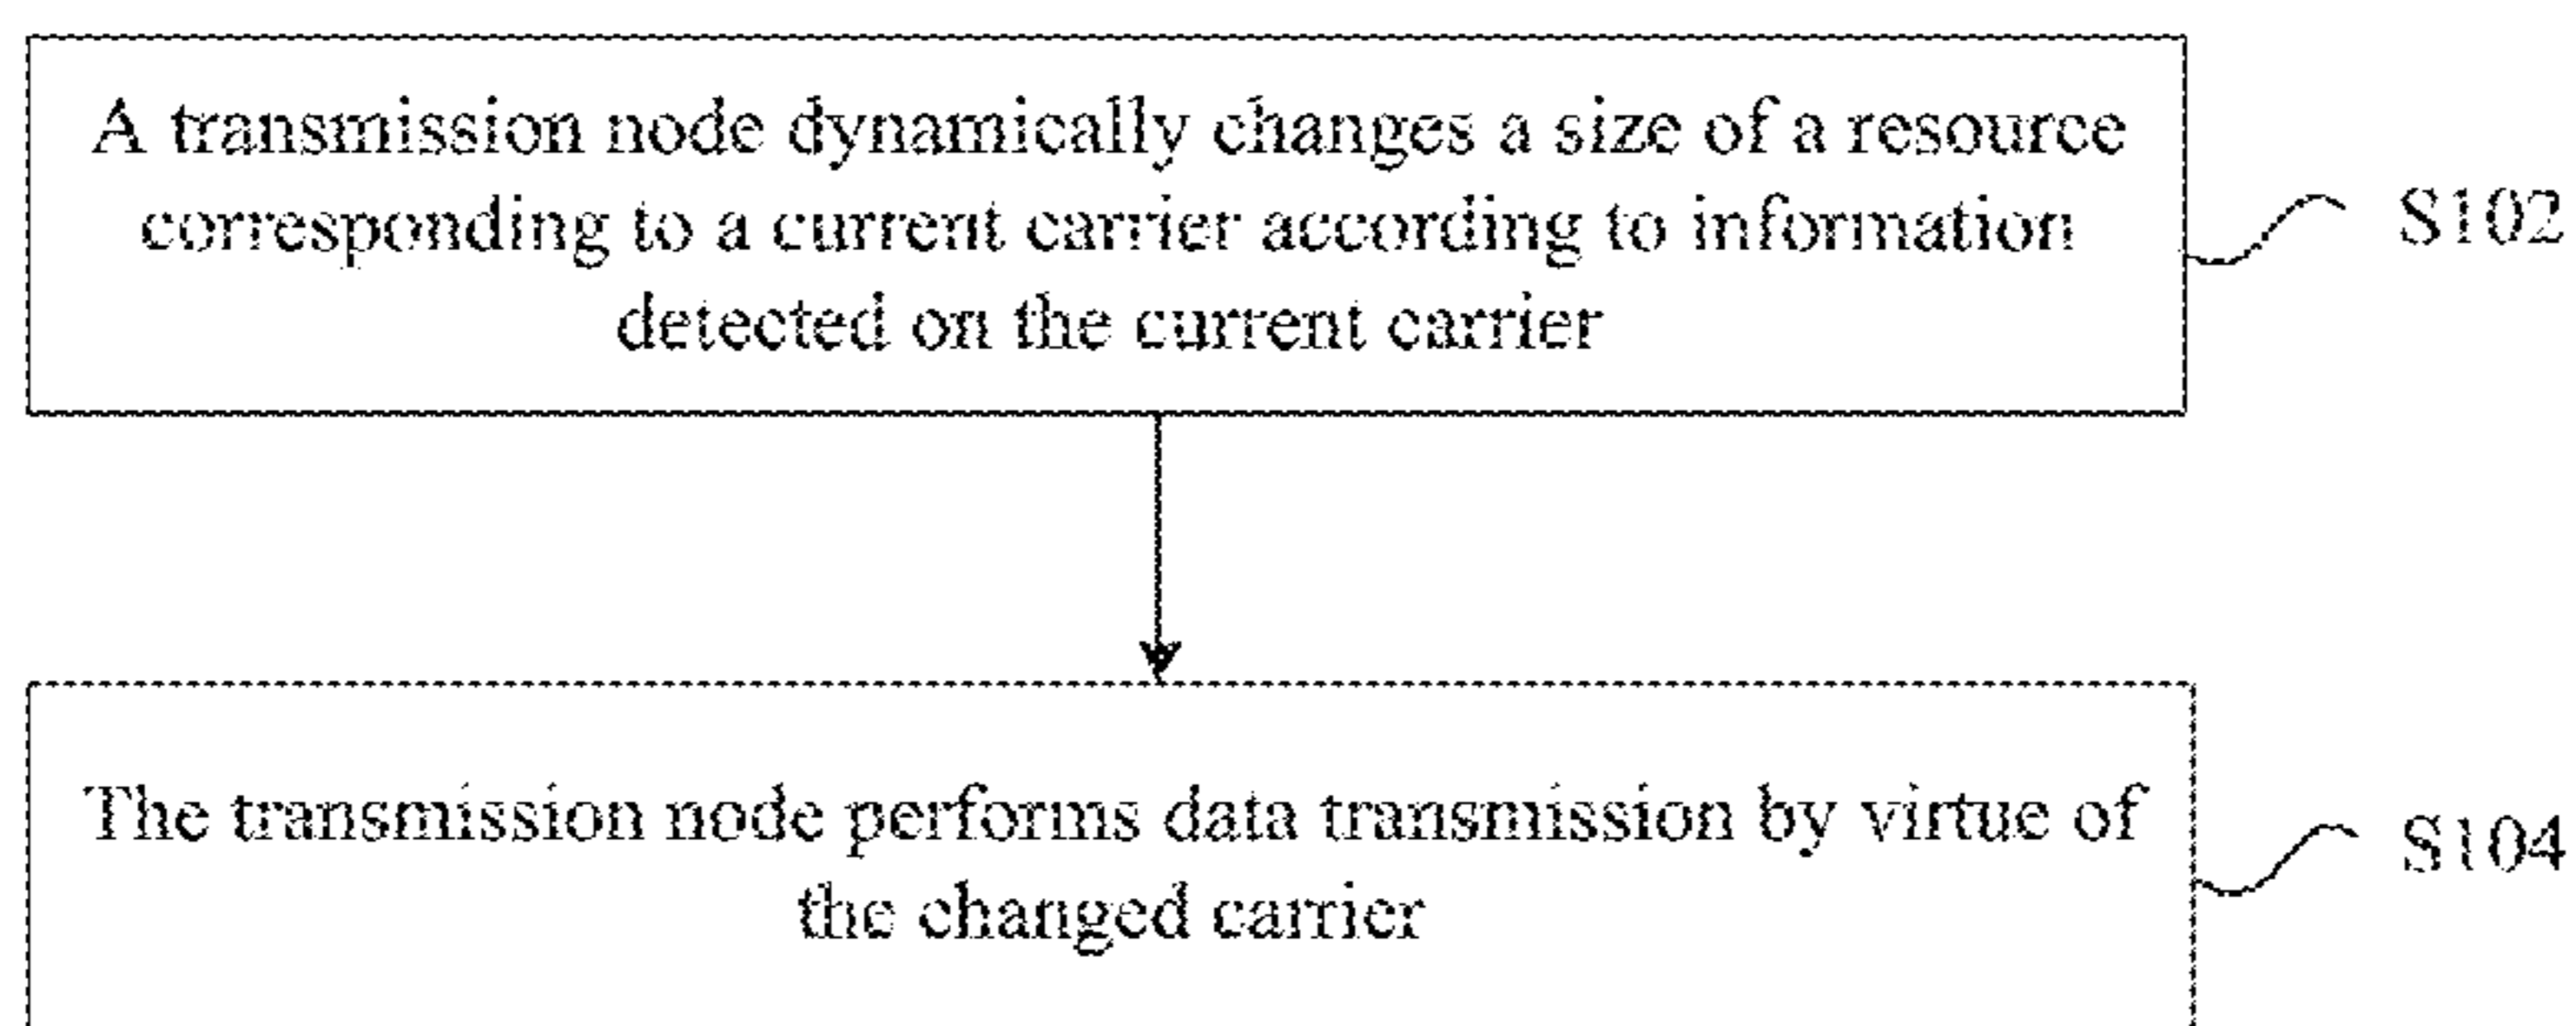 A transmission node dynamically changes a size of a resource
corresponding to a current carrier according to information
detected on the current carrier
S102
The transmission node performs data transmission by virtue of
the changed carrier
S104